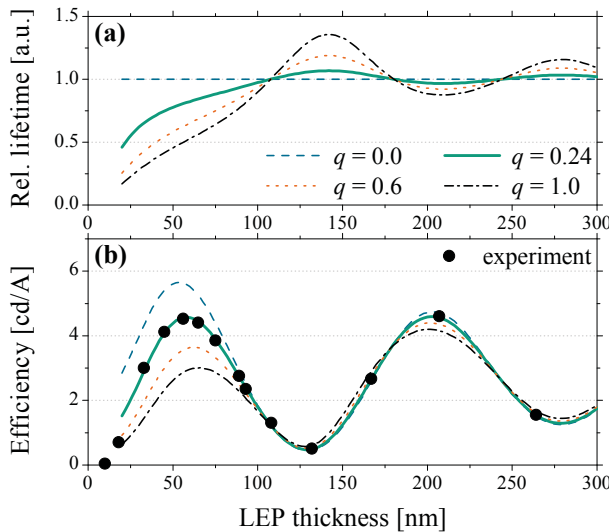 (a)
Rel. lifetime [a.u.]
1.5
1.0
0.5
0.0
q = 0.0
q = 0.24
q = 0.6
q = 1.0
0 50 100 150 200 250 300
(b)
experiment
Efficiency [cd/A]
6
4
2
0
0 50 100 150 200 250 300
LEP thickness [nm]